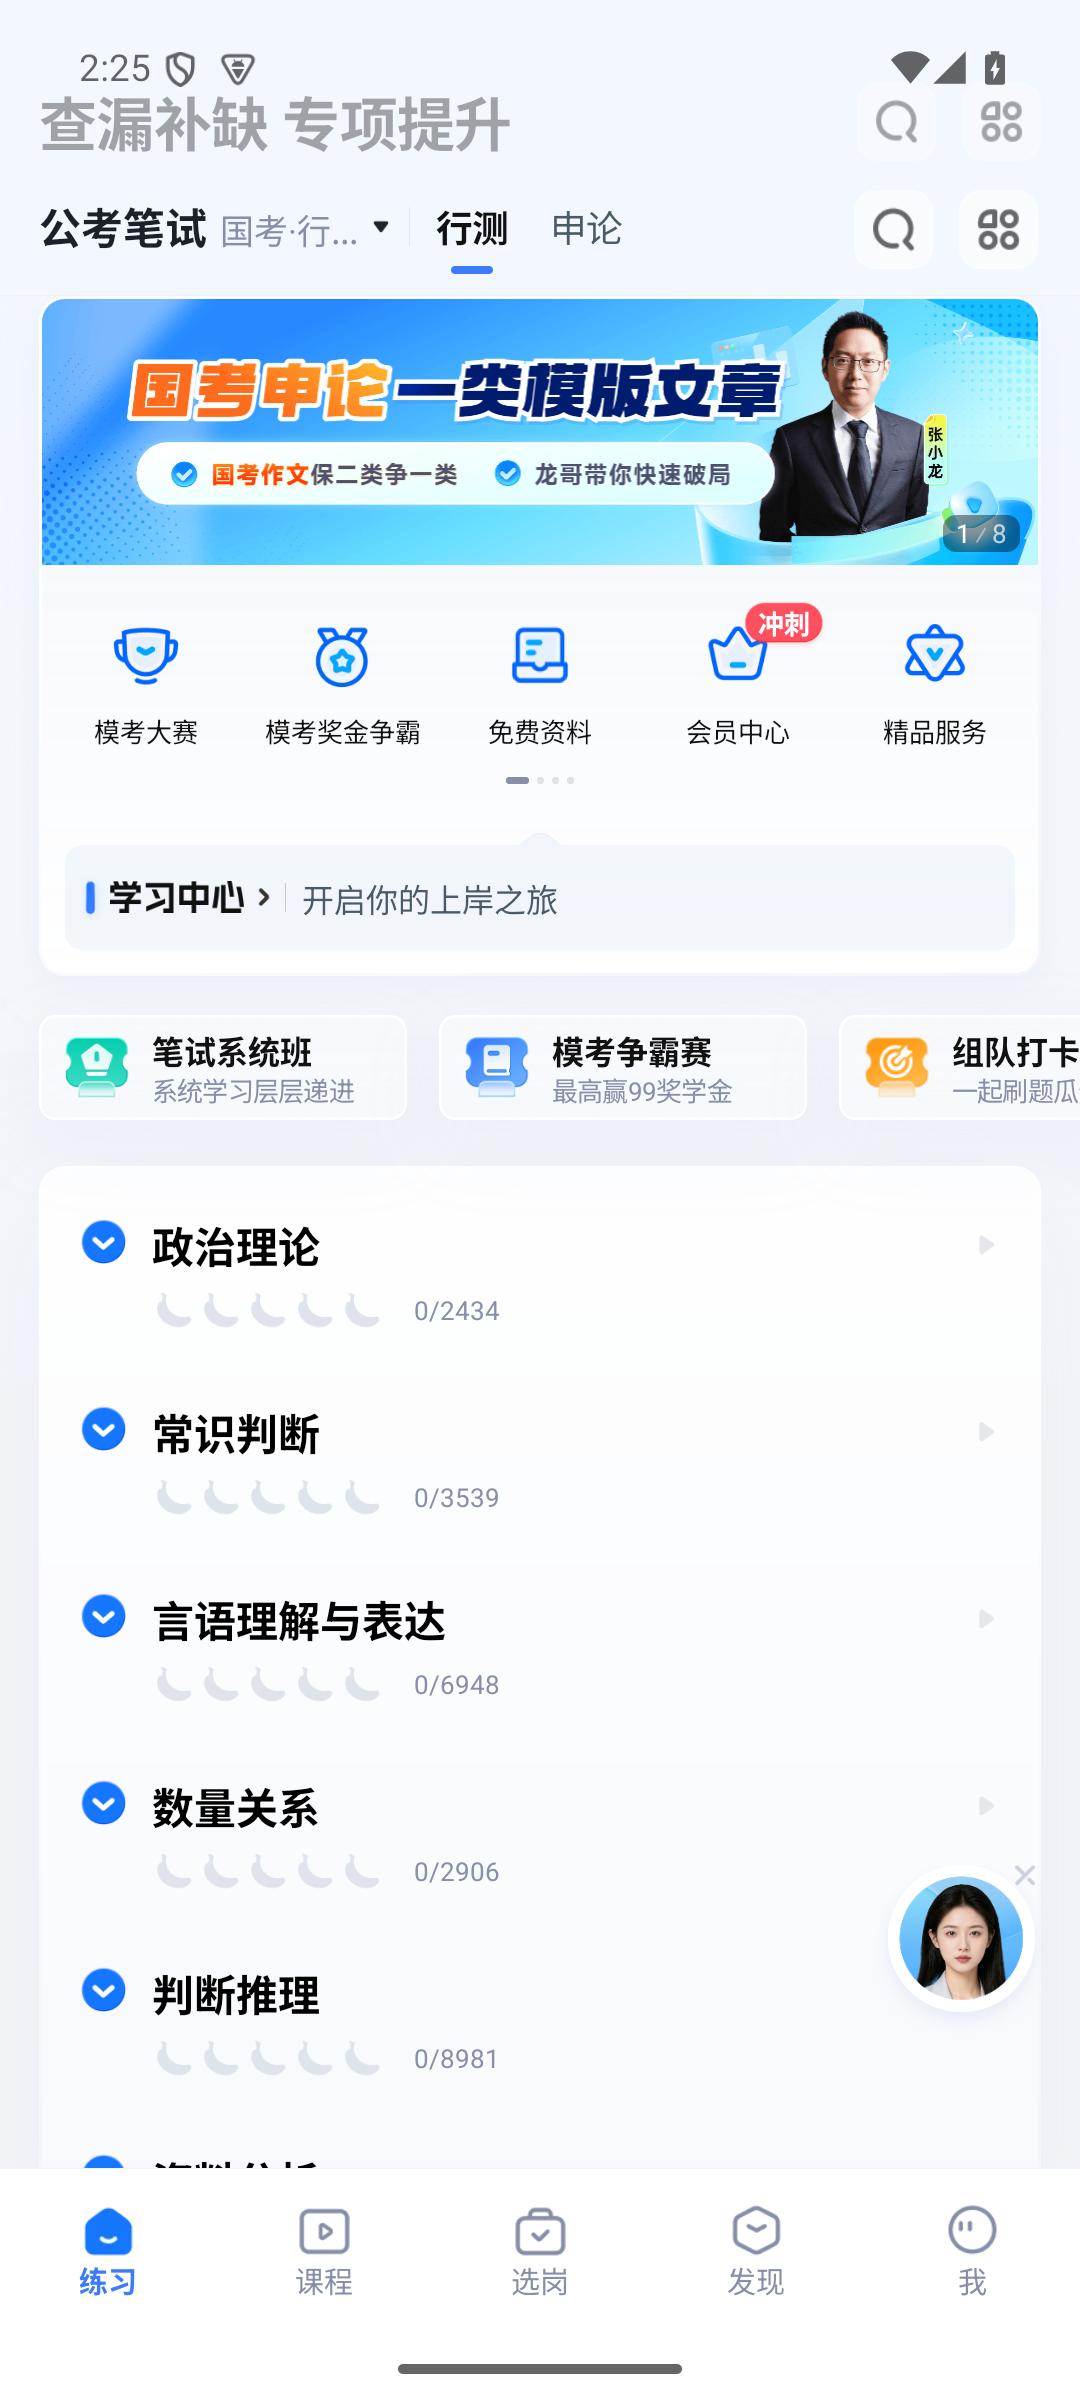 2:25
查漏补缺 专项提升
公考笔试 国考·行... 行测 申论
国考申论一类模版文章
国考作文保二类争一类 龙哥带你快速破局
张小龙
1/8
冲刺
模考大赛 模考奖金争霸 免费资料 会员中心 精品服务
学习中心 开启你的上岸之旅
笔试系统班 模考争霸赛 组队打卡
系统学习层层递进 最高赢99奖学金 一起刷题瓜
政治理论
0/2434
常识判断
0/3539
言语理解与表达
0/6948
数量关系
0/2906
判断推理
0/8981
练习 课程 选岗 发现 我